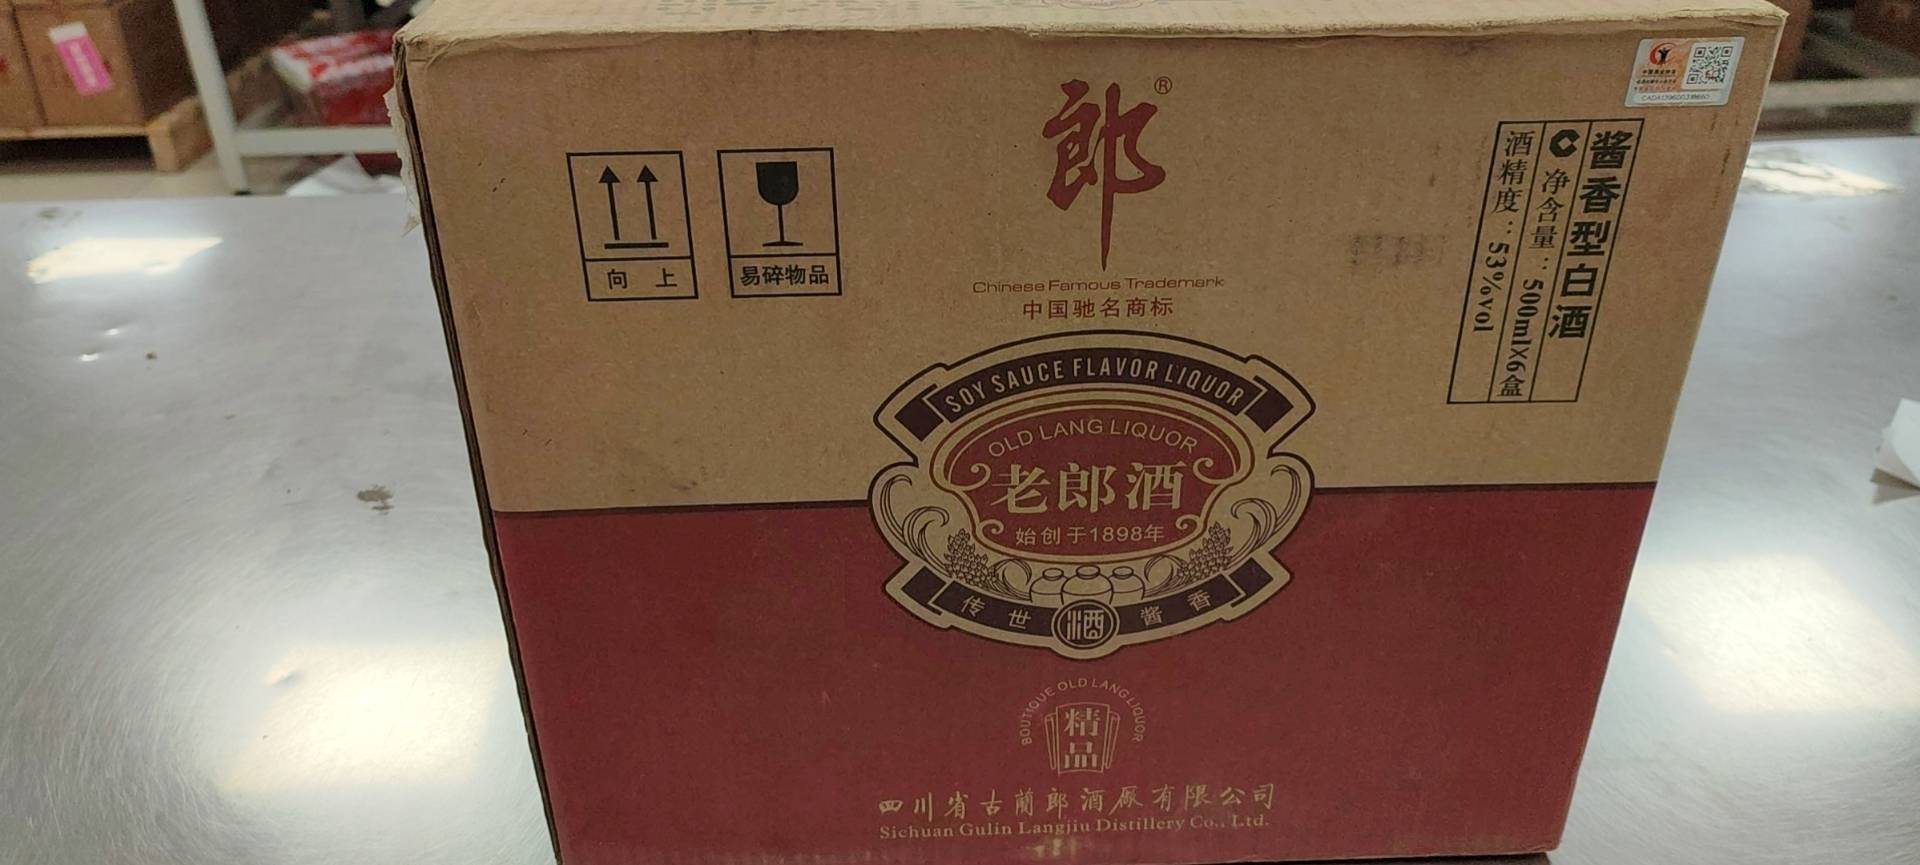 郎®
Chinese Famous Trademark
中国驰名商标
向 上
易碎物品
酱香型白酒
净含量：500ml×6盒
酒精度：53%vol
SOY SAUCE FLAVOR LIQUOR
OLD LANG LIQUOR
老郎酒
始创于1898年
传世 酒 酱香
BOUTIQUE OLD LANG LIQUOR
精品
四川省古蔺郎酒厂有限公司
Sichuan Gulin Langjiu Distillery Co., Ltd.